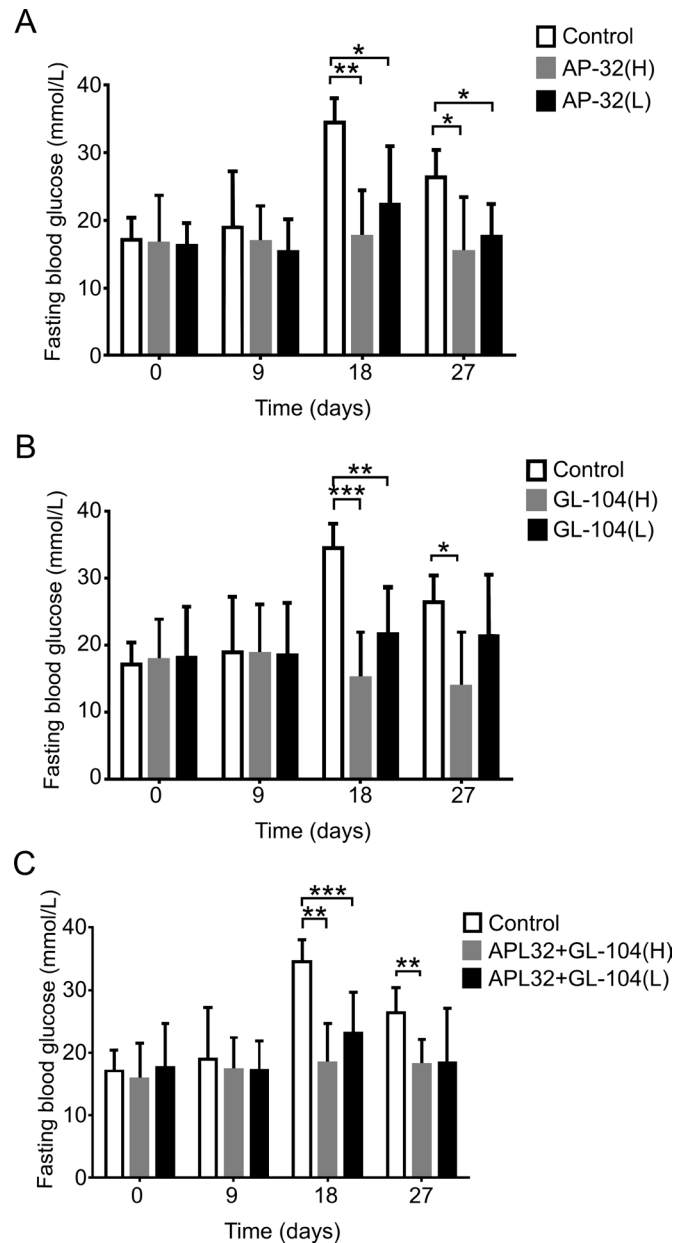 A
Control
AP-32(H)
AP-32(L)
Fasting blood glucose (mmol/L)
40
30
20
10
0
*
**
*
*
0 9 18 27
Time (days)
B
Control
GL-104(H)
GL-104(L)
Fasting blood glucose (mmol/L)
40
30
20
10
0
**
***
*
0 9 18 27
Time (days)
C
Control
APL32+GL-104(H)
APL32+GL-104(L)
Fasting blood glucose (mmol/L)
40
30
20
10
0
***
**
**
0 9 18 27
Time (days)